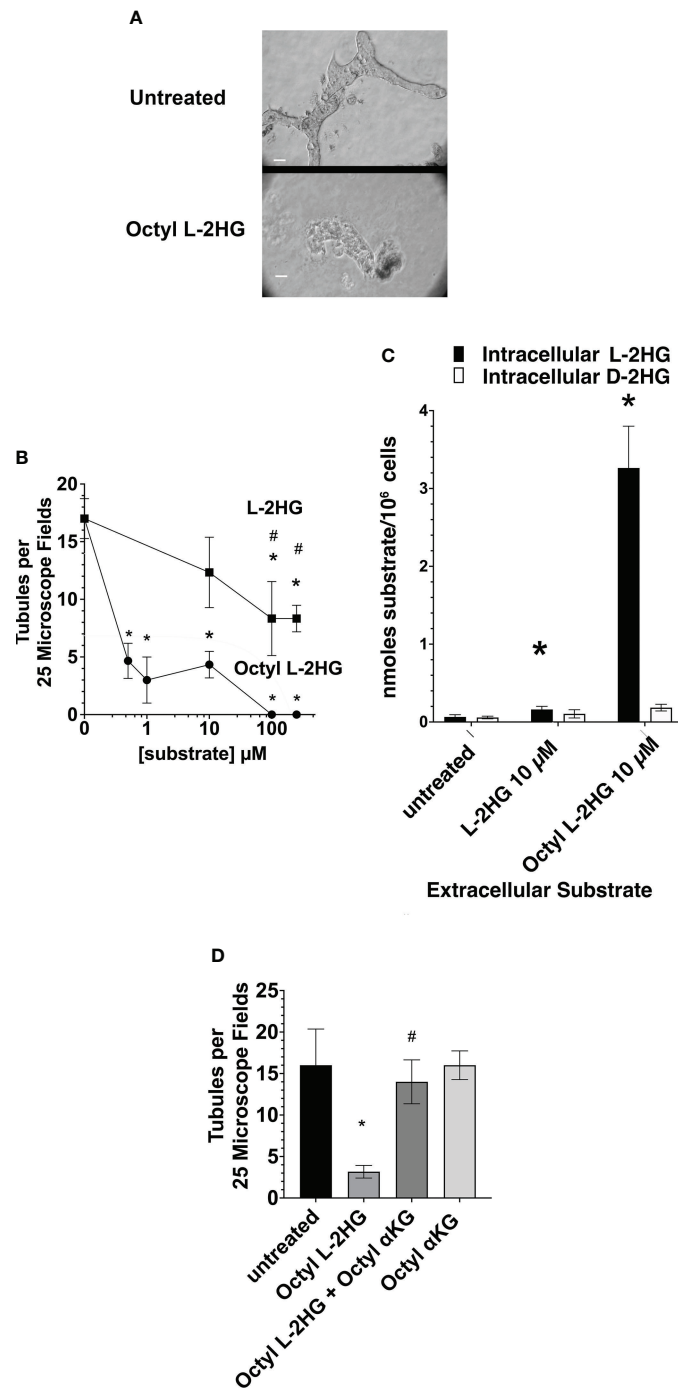 A
Untreated
Octyl L-2HG
B
Tubules per
25 Microscope Fields
20
15
10
5
0
L-2HG
#
*
#
*
*
*
*
Octyl L-2HG
*
*
0
1
10
100
[substrate] µM
C
Intracellular L-2HG
Intracellular D-2HG
nmoles substrate/10⁶ cells
4
3
2
1
0
*
*
untreated
L-2HG 10 µM
Octyl L-2HG 10 µM
Extracellular Substrate
D
Tubules per
25 Microscope Fields
25
20
15
10
5
0
*
#
untreated
Octyl L-2HG
Octyl L-2HG + Octyl αKG
Octyl αKG